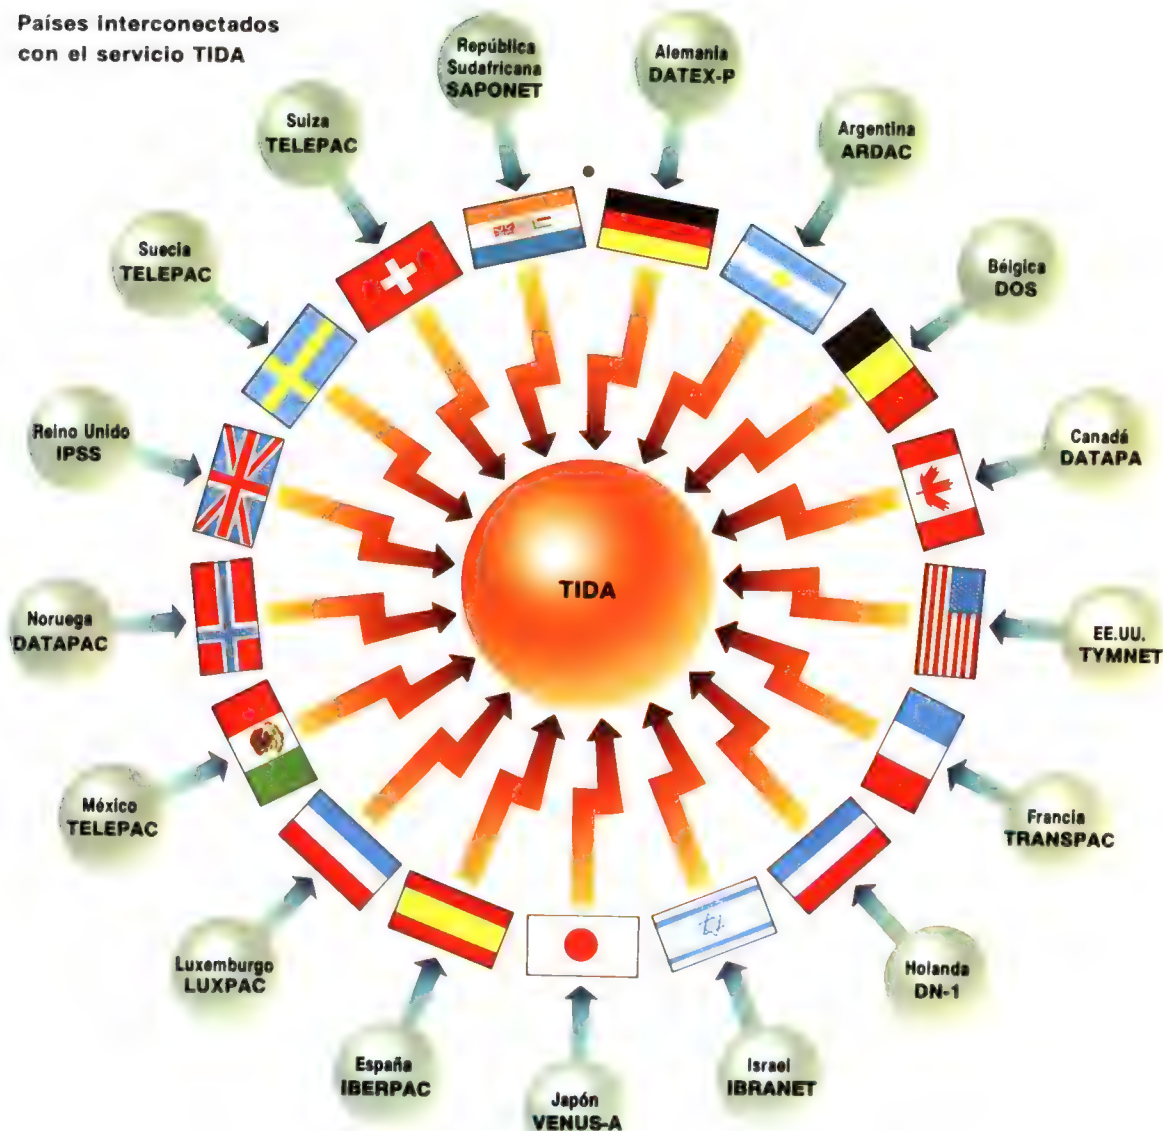 Países interconectados
con el servicio TIDA
República
Sudafricana
SAPONET
Alemania
DATEX-P
Argentina
ARDAC
Bélgica
DOS
Canadá
DATAPA
EE.UU.
TYMNET
Francia
TRANSPAC
Holanda
DN-1
Israel
IBRANET
Japón
VENUS-A
España
IBERPAC
Luxemburgo
LUXPAC
México
TELEPAC
Noruega
DATAPAC
Reino Unido
IPSS
Suecia
TELEPAC
Suiza
TELEPAC
TIDA